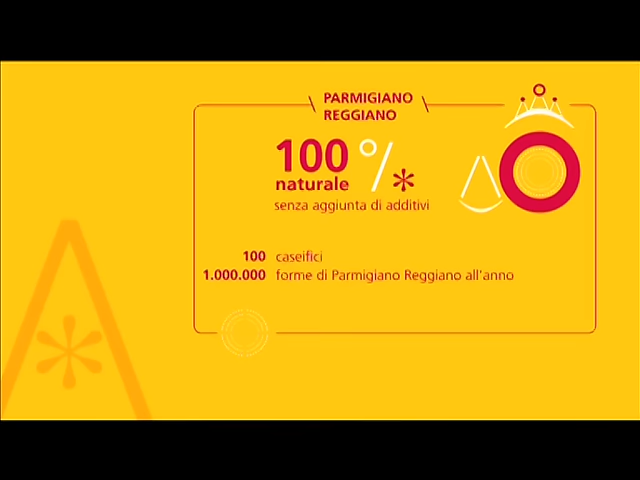 PARMIGIANO
REGGIANO
100 %*
naturale
senza aggiunta di additivi
100 caseifici
1.000.000 forme di Parmigiano Reggiano all'anno